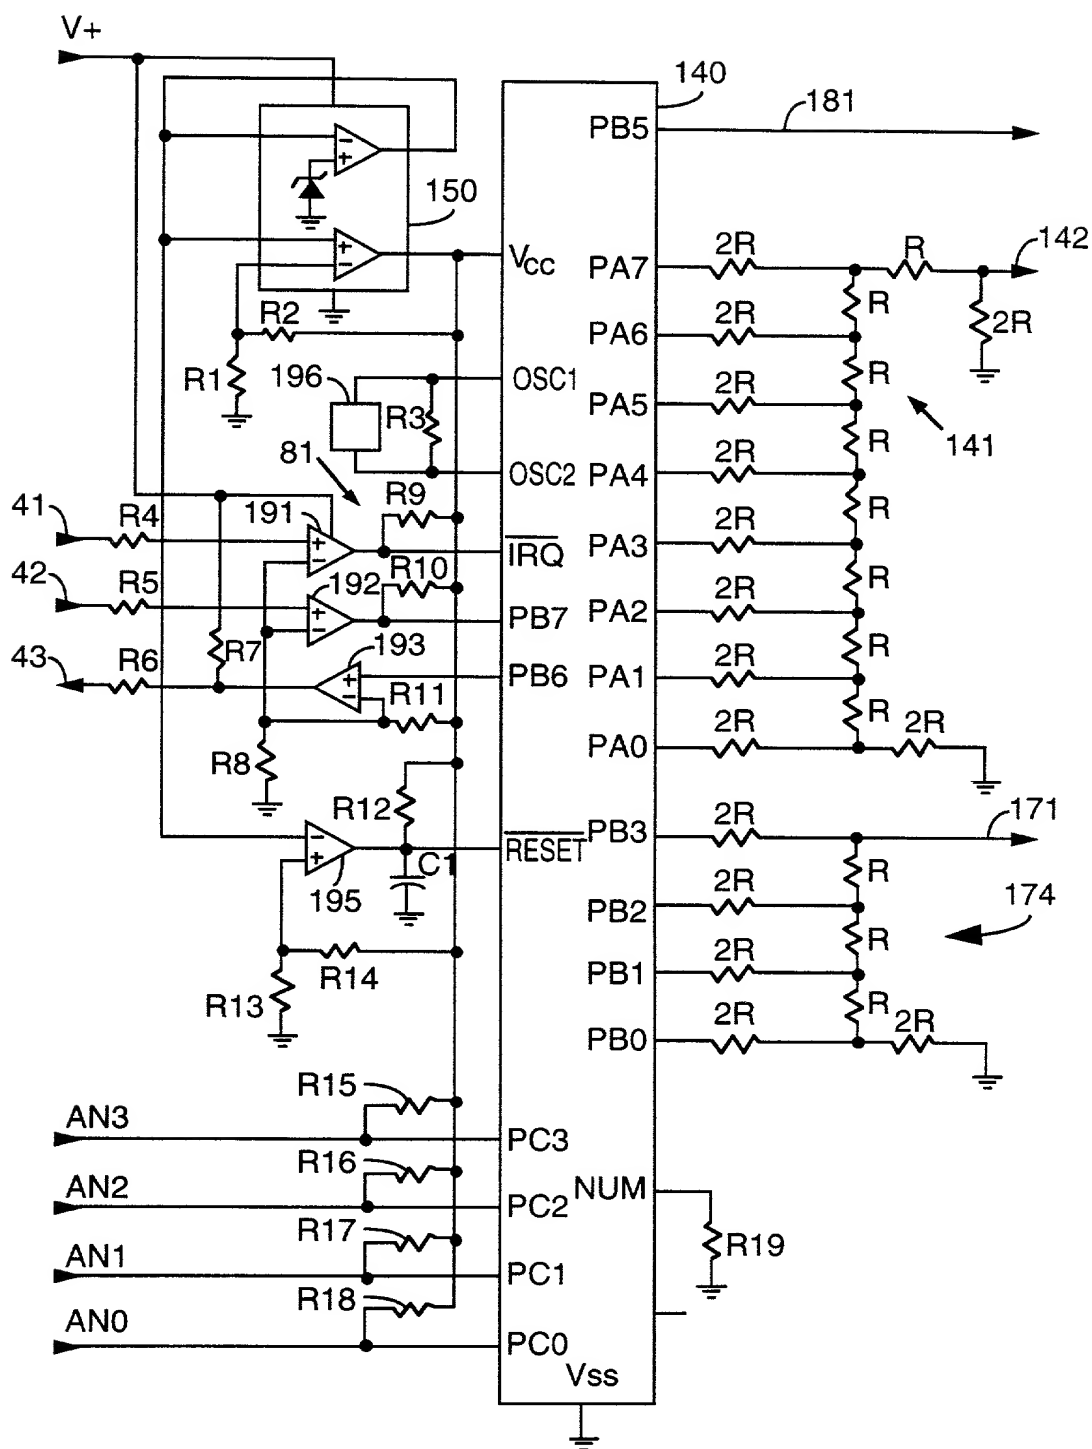 V+
140
PB5
181
150
VCC
PA7
2R
R
142
R
2R
R2
PA6
2R
R1
196
OSC1
R
R3
PA5
2R
141
R
81
OSC2
PA4
2R
R9
R
41
R4
191
IRQ
PA3
2R
R10
R
42
R5
192
PB7
PA2
2R
R
43
R6
R7
193
PB6
PA1
2R
R11
R
R8
PA0
2R
2R
R12
PB3
2R
171
RESET
C1
R
195
PB2
2R
174
R
R14
PB1
2R
R13
R
PB0
2R
2R
R15
AN3
PC3
R16
AN2
PC2
NUM
R17
R19
AN1
PC1
R18
AN0
PC0
Vss